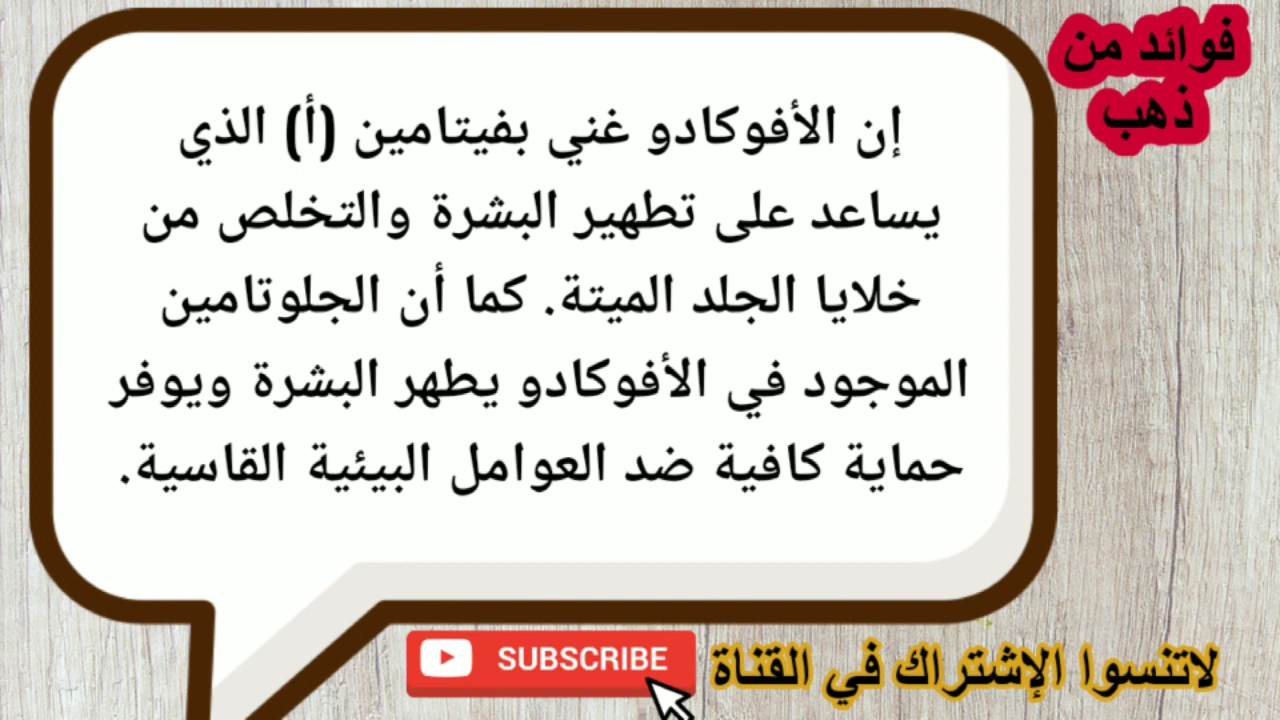 فوائد من
ذهب
إن الأفوكادو غني بفيتامين (أ) الذي
يساعد على تطهير البشرة والتخلص من
خلايا الجلد الميتة. كما أن الجلوتامين
الموجود في الأفوكادو يطهر البشرة ويوفر
حماية كافية ضد العوامل البيئية القاسية.
لاتنسوا الإشتراك في القناة
SUBSCRIBE